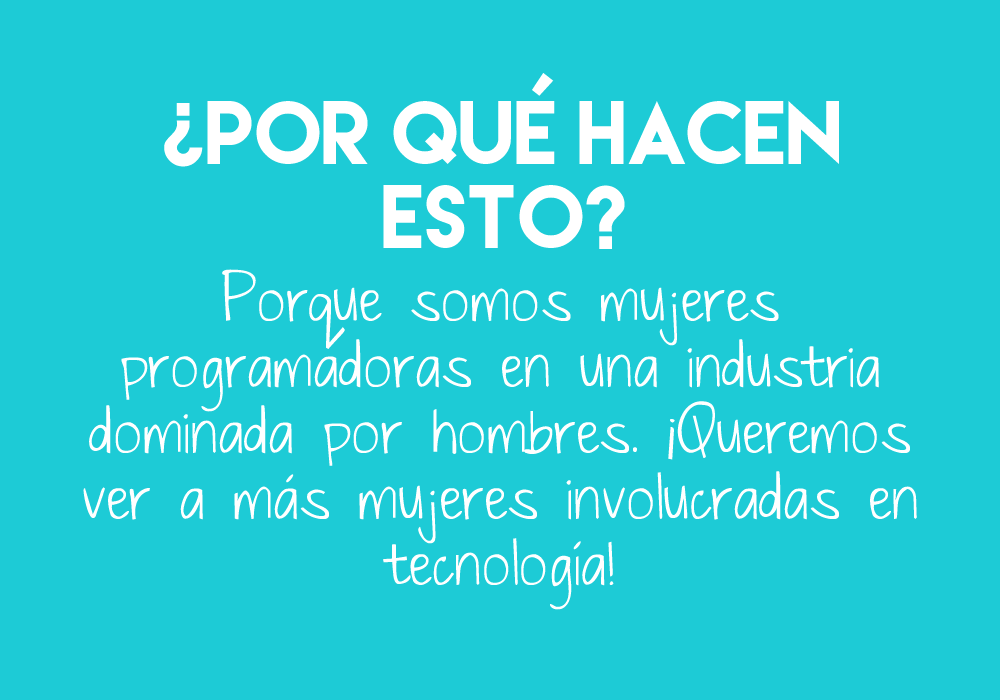 ¿POR QUÉ HACEN
ESTO?
Porque somos mujeres
programadoras en una industria
dominada por hombres. ¡Queremos
ver a más mujeres involucradas en
tecnología!